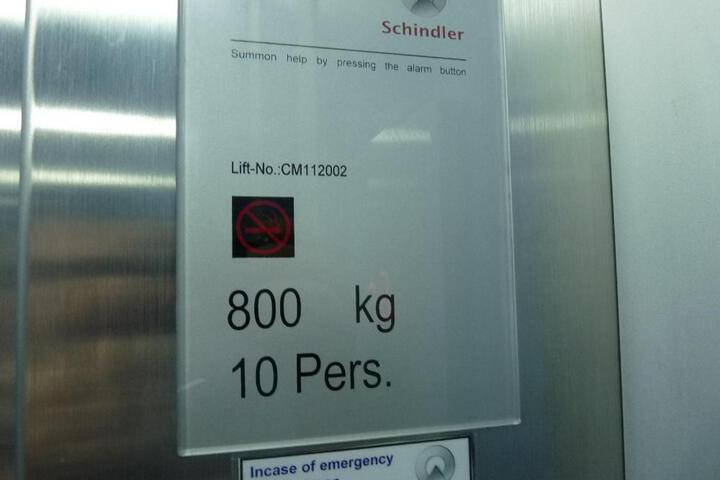 Schindler
Summon help by pressing the alarm button
Lift-No.:CM112002
800 kg
10 Pers.
Incase of emergency